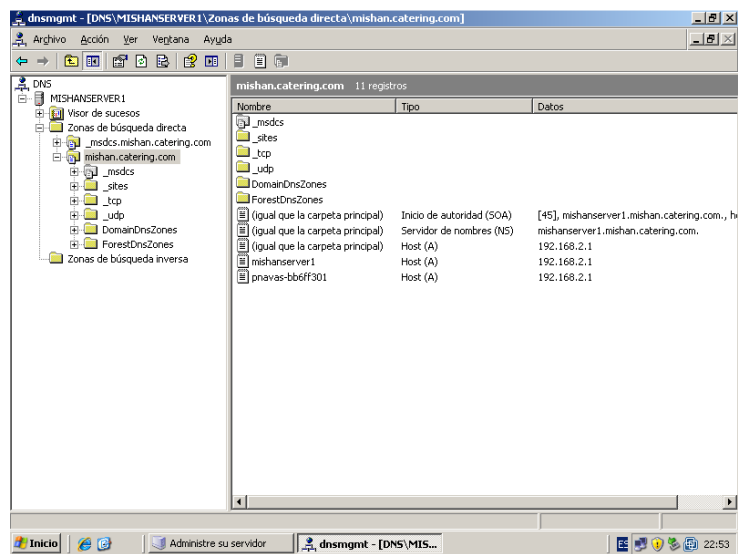 dnsmgmt - [DNS\MISHANSERVER1\Zonas de búsqueda directa\mishan.catering.com]
Archivo Acción Ver Ventana Ayuda
DNS
MISHANSERVER1
Visor de sucesos
Zonas de búsqueda directa
_msdcs.mishan.catering.com
mishan.catering.com
_msdcs
_sites
_tcp
_udp
DomainDnsZones
ForestDnsZones
Zonas de búsqueda inversa
mishan.catering.com 11 registros
Nombre Tipo Datos
_msdcs
_sites
_tcp
_udp
DomainDnsZones
ForestDnsZones
(igual que la carpeta principal) Inicio de autoridad (SOA) [45], mishanserver1.mishan.catering.com., h
(igual que la carpeta principal) Servidor de nombres (NS) mishanserver1.mishan.catering.com.
(igual que la carpeta principal) Host (A) 192.168.2.1
mishanserver1 Host (A) 192.168.2.1
pnavas-bb6ff301 Host (A) 192.168.2.1
Inicio Administre su servidor dnsmgmt - [DNS\MIS... ES 22:53